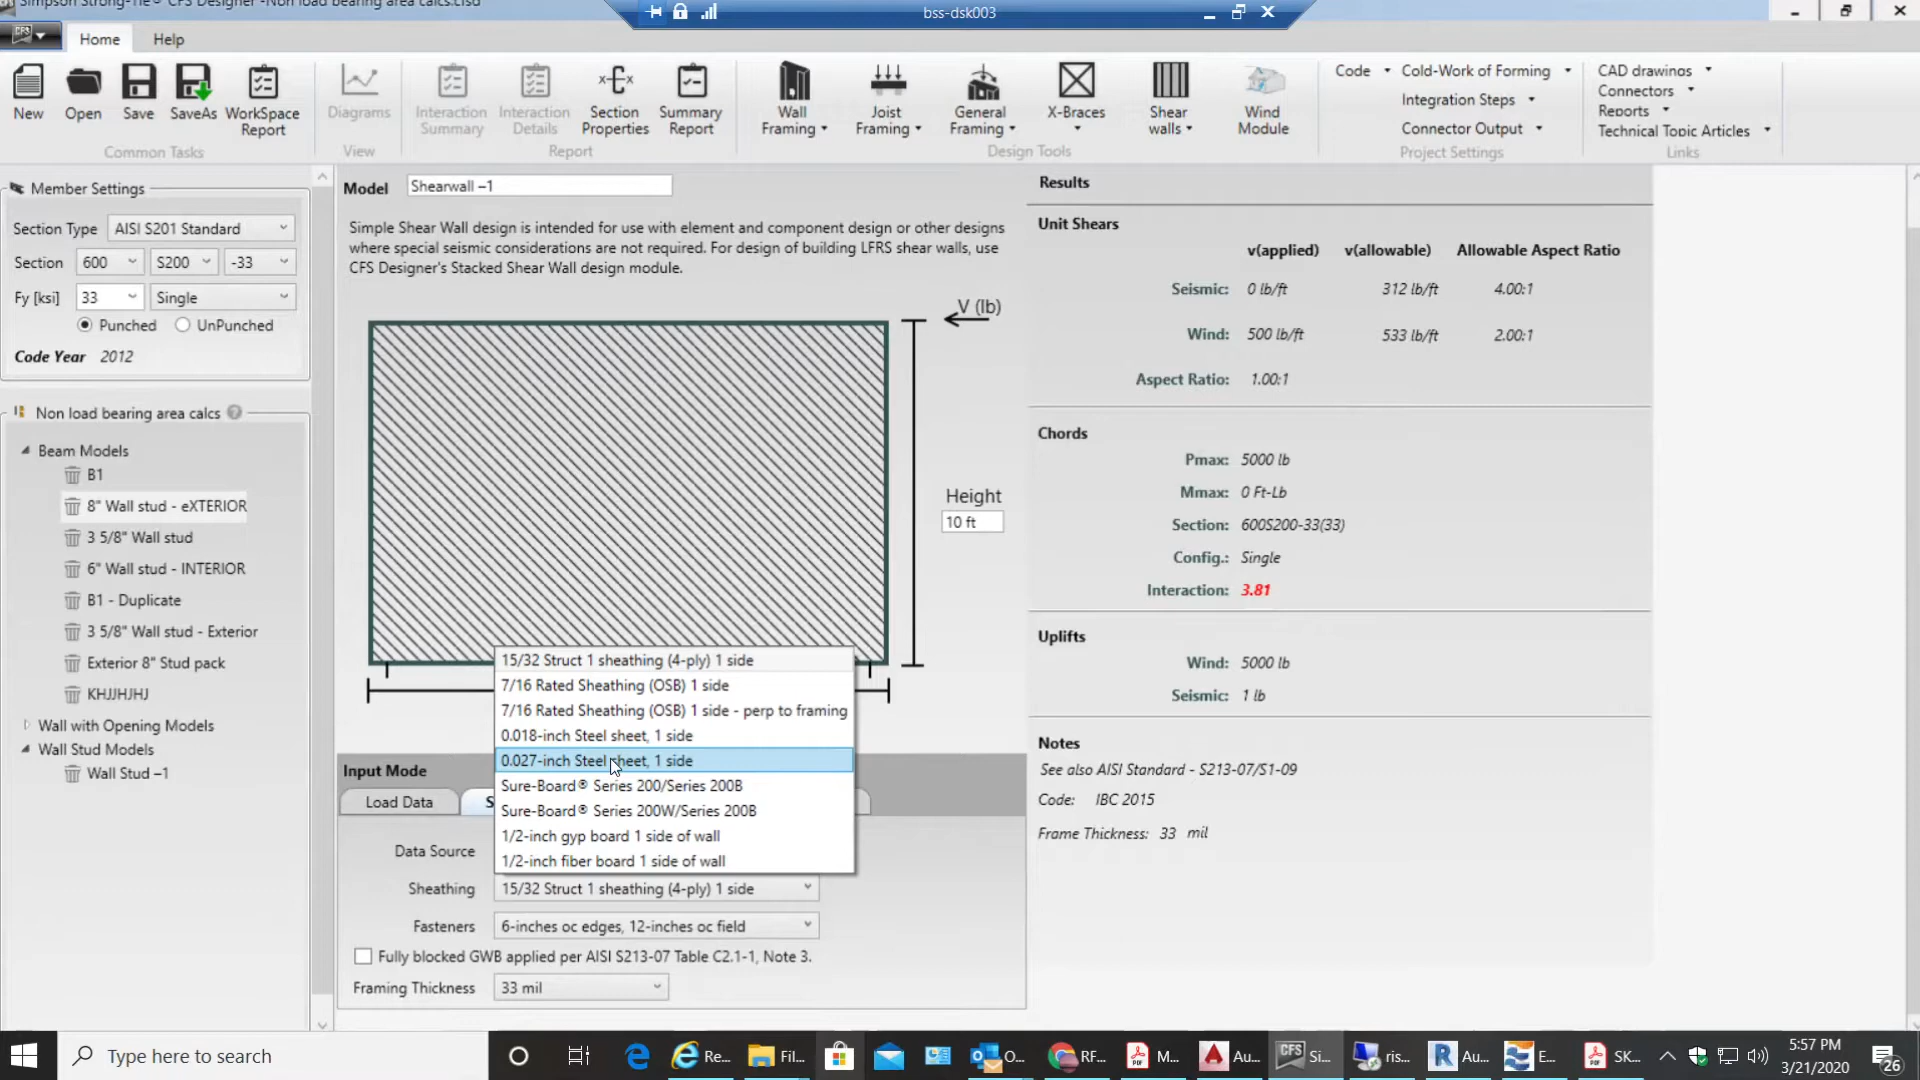 Simpson Strong-Tie® CFS Designer -Non load bearing area calcs.cfsd
bss-dsk003
CFS
Home
Help
New
Open
Save
SaveAs
WorkSpace
Report
Common Tasks
Diagrams
View
Interaction
Summary
Interaction
Details
Section
Properties
Summary
Report
Report
Wall
Framing
Joist
Framing
General
Framing
X-Braces
Shear
walls
Wind
Module
Design Tools
Code
Cold-Work of Forming
Integration Steps
Connector Output
Project Settings
CAD drawings
Connectors
Reports
Technical Topic Articles
Links
Member Settings
Section Type AISI S201 Standard
Section 600 S200 -33
Fy [ksi] 33 Single
Punched UnPunched
Code Year 2012
Non load bearing area calcs
Beam Models
B1
8" Wall stud - eXTERIOR
3 5/8" Wall stud
6" Wall stud - INTERIOR
B1 - Duplicate
3 5/8" Wall stud - Exterior
Exterior 8" Stud pack
KHJJHJHJ
Wall with Opening Models
Wall Stud Models
Wall Stud –1
Model Shearwall –1
Simple Shear Wall design is intended for use with element and component design or other designs
where special seismic considerations are not required. For design of building LFRS shear walls, use
CFS Designer's Stacked Shear Wall design module.
V (lb)
Height
10 ft
15/32 Struct 1 sheathing (4-ply) 1 side
7/16 Rated Sheathing (OSB) 1 side
7/16 Rated Sheathing (OSB) 1 side - perp to framing
0.018-inch Steel sheet, 1 side
0.027-inch Steel sheet, 1 side
Sure-Board® Series 200/Series 200B
Sure-Board® Series 200W/Series 200B
1/2-inch gyp board 1 side of wall
1/2-inch fiber board 1 side of wall
Input Mode
Load Data
S
Data Source
Sheathing 15/32 Struct 1 sheathing (4-ply) 1 side
Fasteners 6-inches oc edges, 12-inches oc field
Fully blocked GWB applied per AISI S213-07 Table C2.1-1, Note 3.
Framing Thickness 33 mil
Results
Unit Shears
v(applied) v(allowable) Allowable Aspect Ratio
Seismic: 0 lb/ft 312 lb/ft 4.00:1
Wind: 500 lb/ft 533 lb/ft 2.00:1
Aspect Ratio: 1.00:1
Chords
Pmax: 5000 lb
Mmax: 0 Ft-Lb
Section: 600S200-33(33)
Config.: Single
Interaction: 3.81
Uplifts
Wind: 5000 lb
Seismic: 1 lb
Notes
See also AISI Standard - S213-07/S1-09
Code: IBC 2015
Frame Thickness: 33 mil
Type here to search
Re...
Fil...
O...
RF...
M...
Au...
CFS
Si...
ris...
Au...
E...
SK...
5:57 PM
3/21/2020
26